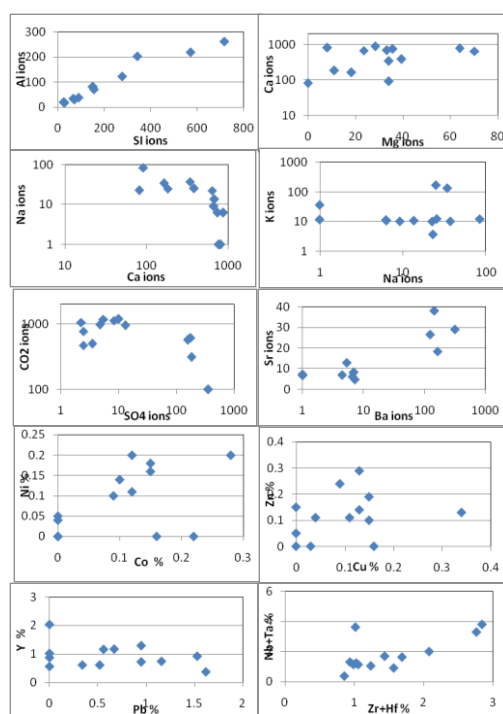 Al ions
300
200
100
0
0 200 400 600 800
SI ions
Ca ions
1000
100
10
0 20 40 60 80
Mg ions
Na ions
100
10
1
10 100 1000
Ca ions
K ions
1000
100
10
1
1 10 100
Na ions
CO2 ions
1000
100
1 10 100 1000
SO4 ions
Sr ions
40
30
20
10
0
1 10 100 1000
Ba ions
Ni %
0.25
0.2
0.15
0.1
0.05
0
0 0.1 0.2 0.3
Co %
Zn %
0.4
0.3
0.2
0.1
0
0 0.1 0.2 0.3 0.4
Cu %
Y %
3
2
1
0
0 0.5 1 1.5 2
Pb %
Nb+Ta %
6
4
2
0
0 1 2 3
Zr+Hf %